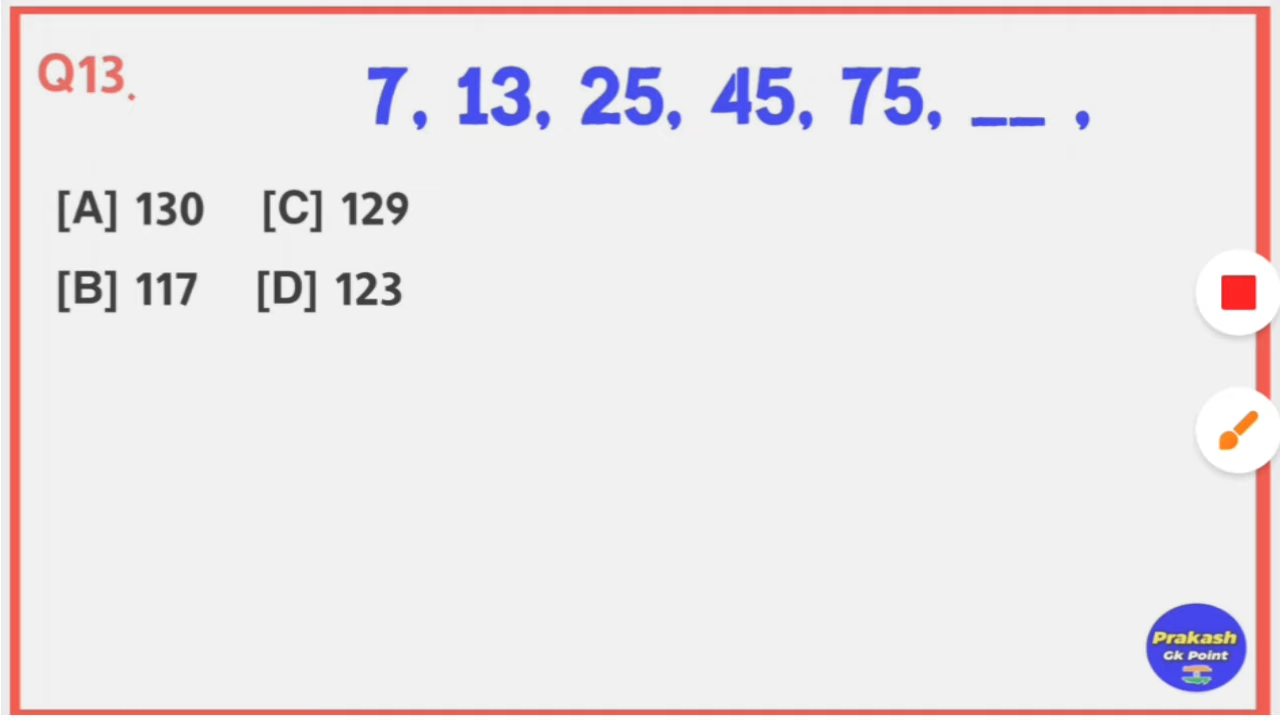 Q13. 7, 13, 25, 45, 75, __ ,
[A] 130 [C] 129
[B] 117 [D] 123
Prakash
Gk Point